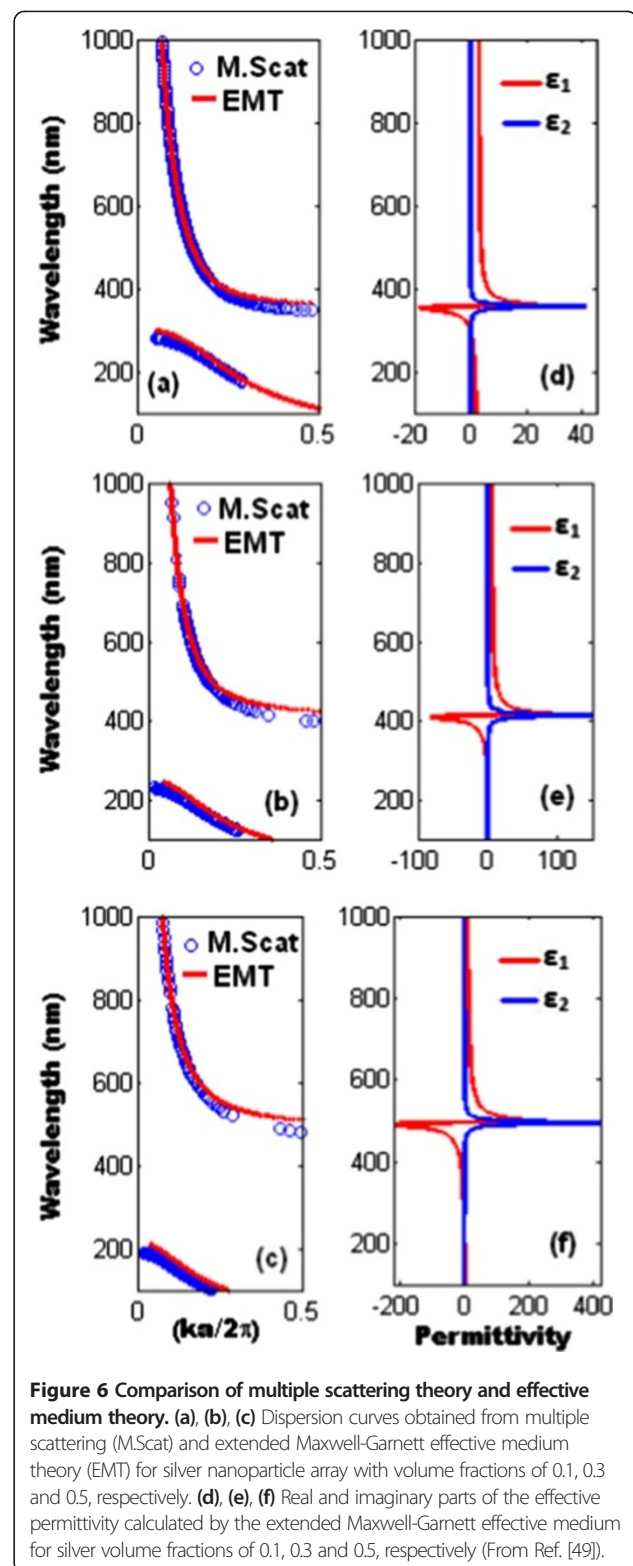 1000
800
600
400
200
Wavelength (nm)
M.Scat
EMT
(a)
0
0.5
ε1
ε2
(d)
-20
0
20
40
1000
800
600
400
200
Wavelength (nm)
M.Scat
EMT
(b)
0
0.5
1000
800
600
400
200
ε1
ε2
(e)
-100
0
100
1000
800
600
400
200
Wavelength (nm)
M.Scat
EMT
(c)
0
0.5
(ka/2π)
1000
800
600
400
200
ε1
ε2
(f)
-200
0
200
400
Permittivity
Figure 6 Comparison of multiple scattering theory and effective
medium theory. (a), (b), (c) Dispersion curves obtained from multiple
scattering (M.Scat) and extended Maxwell-Garnett effective medium
theory (EMT) for silver nanoparticle array with volume fractions of 0.1, 0.3
and 0.5, respectively. (d), (e), (f) Real and imaginary parts of the effective
permittivity calculated by the extended Maxwell-Garnett effective medium
for silver volume fractions of 0.1, 0.3 and 0.5, respectively (From Ref. [49]).